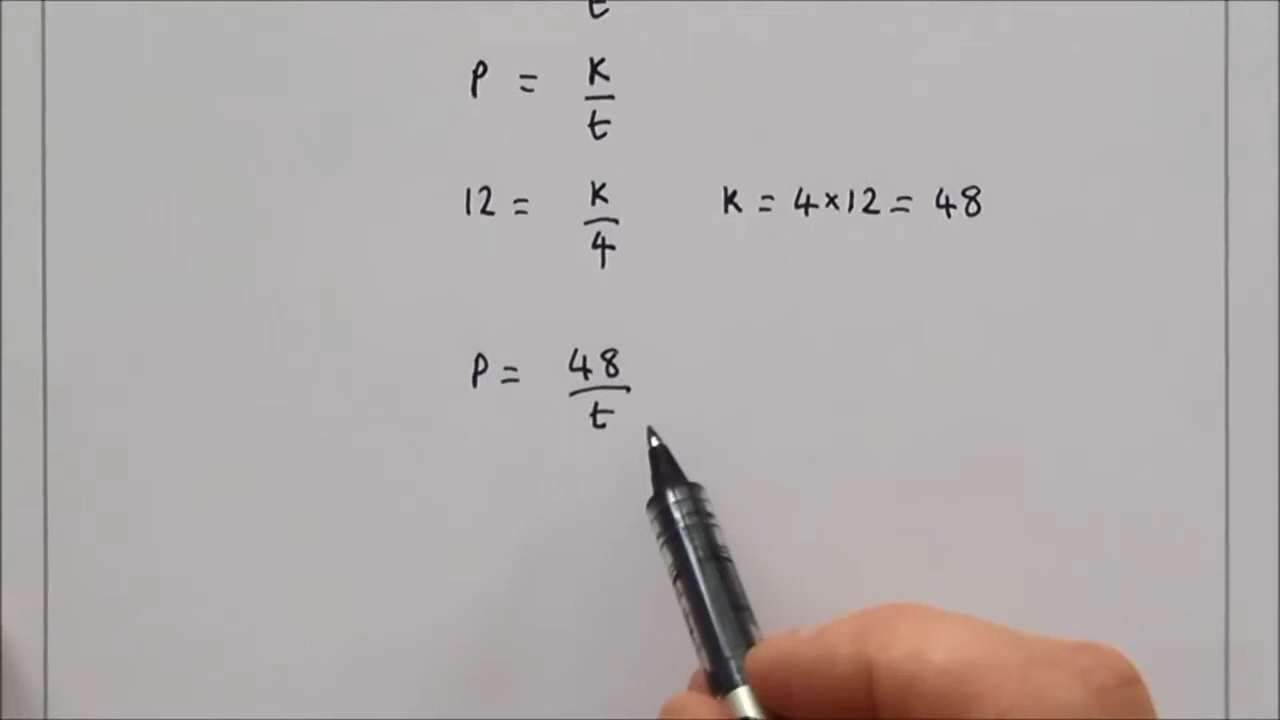 t
P = K/t
12 = K/4 K = 4×12 = 48
P = 48/t